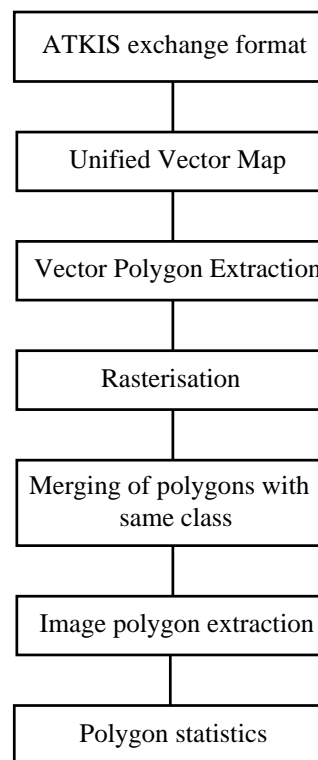 ATKIS exchange format
Unified Vector Map
Vector Polygon Extraction
Rasterisation
Merging of polygons with
same class
Image polygon extraction
Polygon statistics